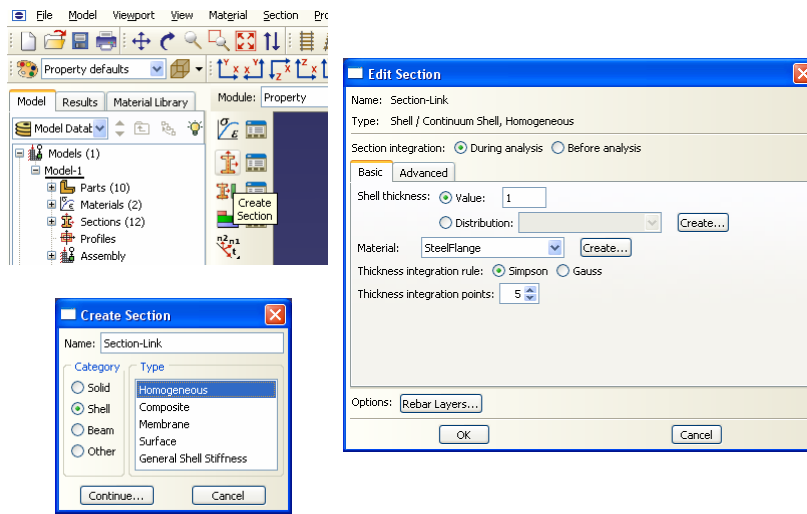 File Model Viewport View Material Section Pro
Property defaults
Model Results Material Library
Module: Property
Model Datab
Models (1)
Model-1
Parts (10)
Materials (2)
Sections (12)
Profiles
Assembly
Create
Section
Create Section
Name: Section-Link
Category Type
Solid
Shell
Beam
Other
Homogeneous
Composite
Membrane
Surface
General Shell Stiffness
Continue... Cancel
Edit Section
Name: Section-Link
Type: Shell / Continuum Shell, Homogeneous
Section integration: During analysis Before analysis
Basic Advanced
Shell thickness: Value: 1
Distribution: Create...
Material: SteelFlange Create...
Thickness integration rule: Simpson Gauss
Thickness integration points: 5
Options: Rebar Layers...
OK Cancel